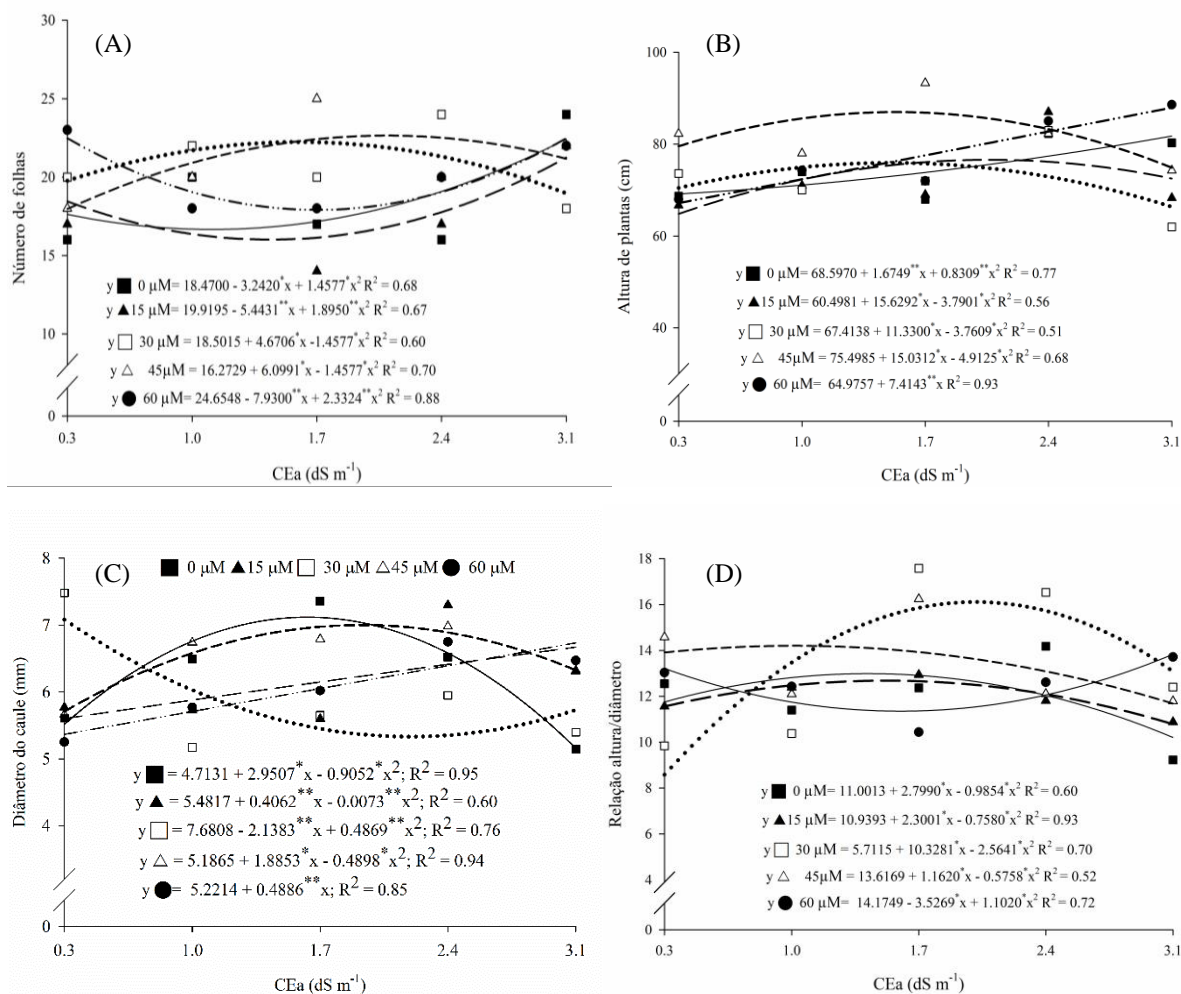 (A)
Número de folhas
30
25
20
15
10
0
y ■ 0 μM= 18.4700 - 3.2420*x + 1.4577*x² R² = 0.68
y ▲ 15 μM= 19.9195 - 5.4431**x + 1.8950**x² R² = 0.67
y □ 30 μM = 18.5015 + 4.6706*x -1.4577*x² R² = 0.60
y △ 45μM = 16.2729 + 6.0991*x - 1.4577*x² R² = 0.70
y ● 60 μM= 24.6548 - 7.9300**x + 2.3324**x² R² = 0.88
0.3 1.0 1.7 2.4 3.1
CEa (dS m⁻¹)
(B)
Altura de plantas (cm)
100
80
60
40
0
y ■ 0 μM= 68.5970 + 1.6749**x + 0.8309**x² R² = 0.77
y ▲ 15 μM= 60.4981 + 15.6292*x - 3.7901*x² R² = 0.56
y □ 30 μM= 67.4138 + 11.3300*x - 3.7609*x² R² = 0.51
y △ 45μM= 75.4985 + 15.0312*x - 4.9125*x² R² = 0.68
y ● 60 μM= 64.9757 + 7.4143**x R² = 0.93
0.3 1.0 1.7 2.4 3.1
CEa (dS m⁻¹)
(C)
■ 0 μM ▲ 15 μM □ 30 μM △ 45 μM ● 60 μM
Diâmetro do caule (mm)
8
7
6
5
4
0
y ■ = 4.7131 + 2.9507*x - 0.9052*x²; R² = 0.95
y ▲ = 5.4817 + 0.4062**x - 0.0073**x²; R² = 0.60
y □ = 7.6808 - 2.1383**x + 0.4869**x²; R² = 0.76
y △ = 5.1865 + 1.8853*x - 0.4898*x²; R² = 0.94
y ● = 5.2214 + 0.4886**x; R² = 0.85
0.3 1.0 1.7 2.4 3.1
CEa (dS m⁻¹)
(D)
Relação altura/diâmetro
18
16
14
12
10
8
6
4
0
y ■ 0 μM= 11.0013 + 2.7990*x - 0.9854*x² R² = 0.60
y ▲ 15 μM= 10.9393 + 2.3001*x - 0.7580*x² R² = 0.93
y □ 30 μM= 5.7115 + 10.3281*x - 2.5641*x² R² = 0.70
y △ 45μM= 13.6169 + 1.1620*x - 0.5758*x² R² = 0.52
y ● 60 μM= 14.1749 - 3.5269*x + 1.1020*x² R² = 0.72
0.3 1.0 1.7 2.4 3.1
CEa (dS m⁻¹)